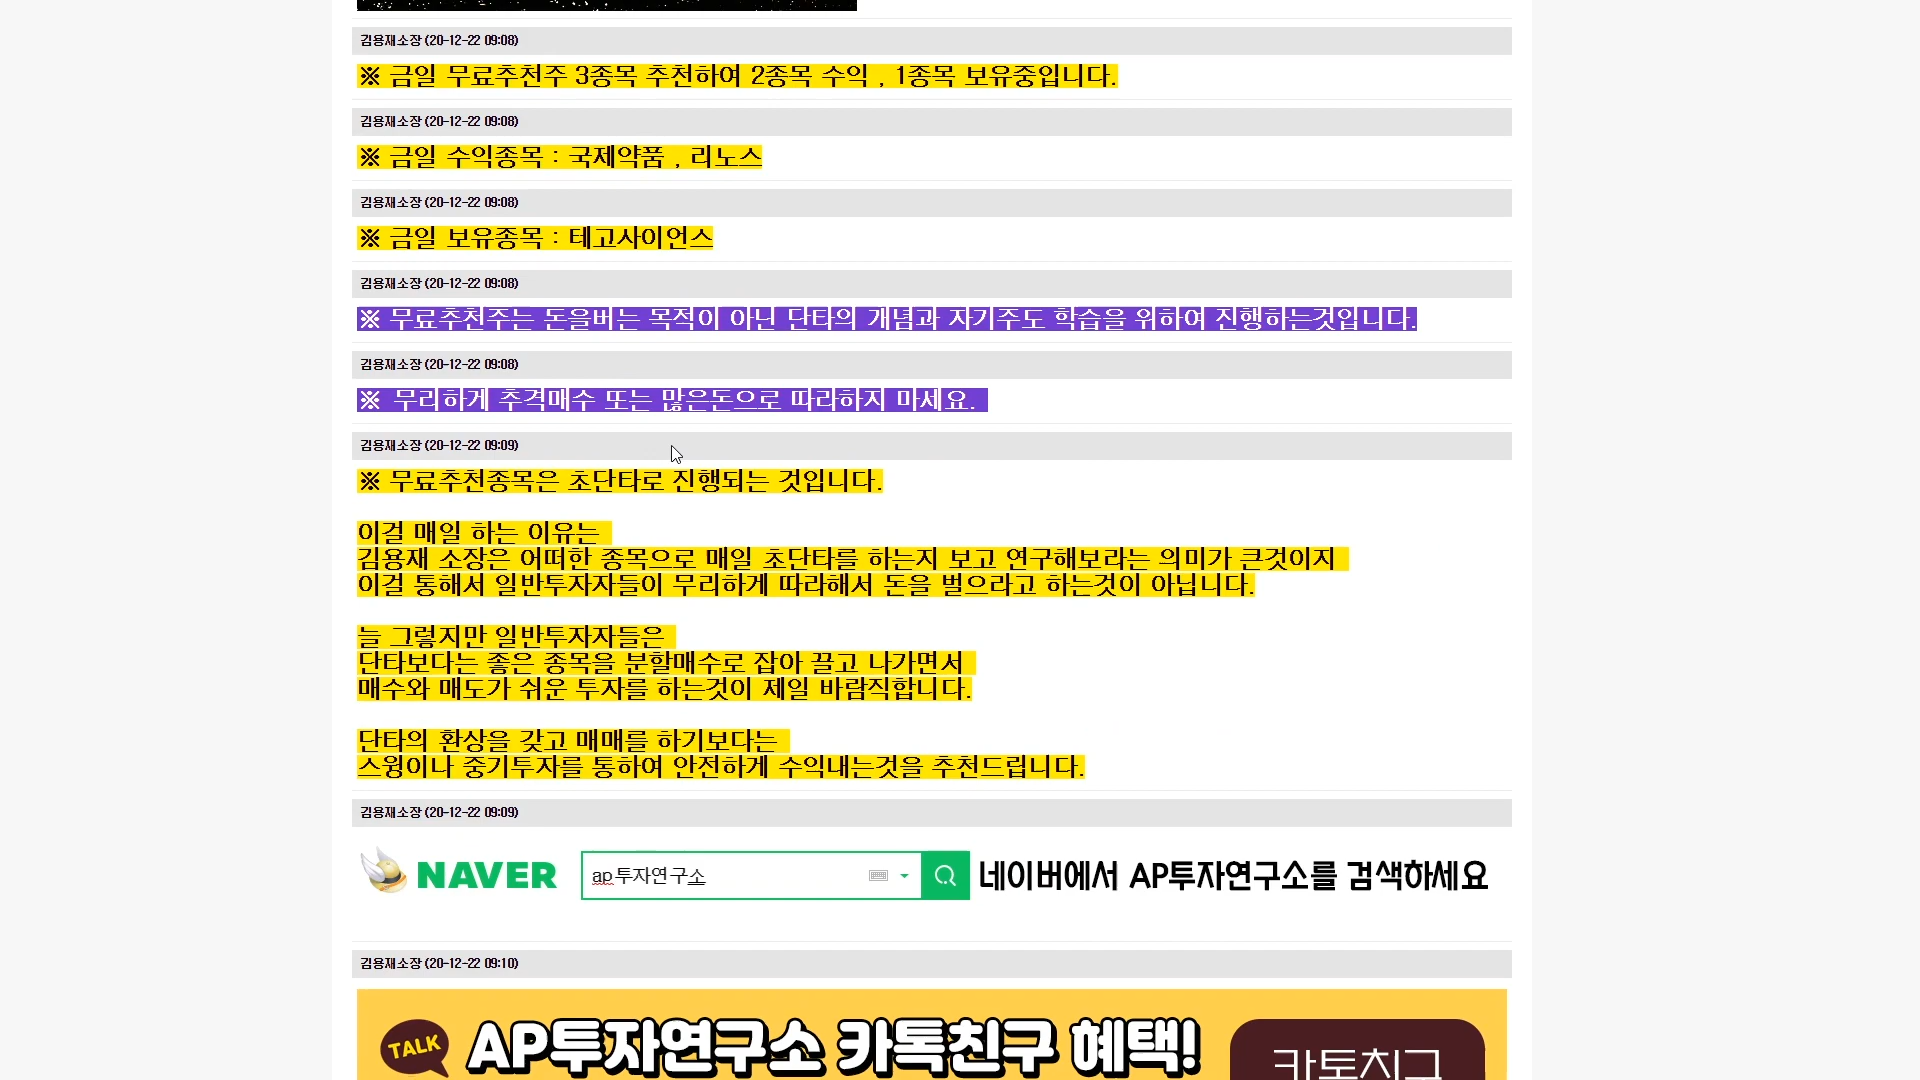 김용재소장 (20-12-22 09:08)
※ 금일 무료추천주 3종목 추천하여 2종목 수익 , 1종목 보유중입니다.
김용재소장 (20-12-22 09:08)
※ 금일 수익종목 : 국제약품 , 리노스
김용재소장 (20-12-22 09:08)
※ 금일 보유종목 : 테고사이언스
김용재소장 (20-12-22 09:08)
※ 무료추천주는 돈을버는 목적이 아닌 단타의 개념과 자기주도 학습을 위하여 진행하는것입니다.
김용재소장 (20-12-22 09:08)
※ 무리하게 추격매수 또는 많은돈으로 따라하지 마세요.
김용재소장 (20-12-22 09:09)
※ 무료추천종목은 초단타로 진행되는 것입니다.
이걸 매일 하는 이유는
김용재 소장은 어떠한 종목으로 매일 초단타를 하는지 보고 연구해보라는 의미가 큰것이지
이걸 통해서 일반투자자들이 무리하게 따라해서 돈을 벌으라고 하는것이 아닙니다.
늘 그렇지만 일반투자자들은
단타보다는 좋은 종목을 분할매수로 잡아 끌고 나가면서
매수와 매도가 쉬운 투자를 하는것이 제일 바람직합니다.
단타의 환상을 갖고 매매를 하기보다는
스윙이나 중기투자를 통하여 안전하게 수익내는것을 추천드립니다.
김용재소장 (20-12-22 09:09)
NAVER ap투자연구소 네이버에서 AP투자연구소를 검색하세요
김용재소장 (20-12-22 09:10)
TALK AP투자연구소 카톡친구 혜택! 카톡친구